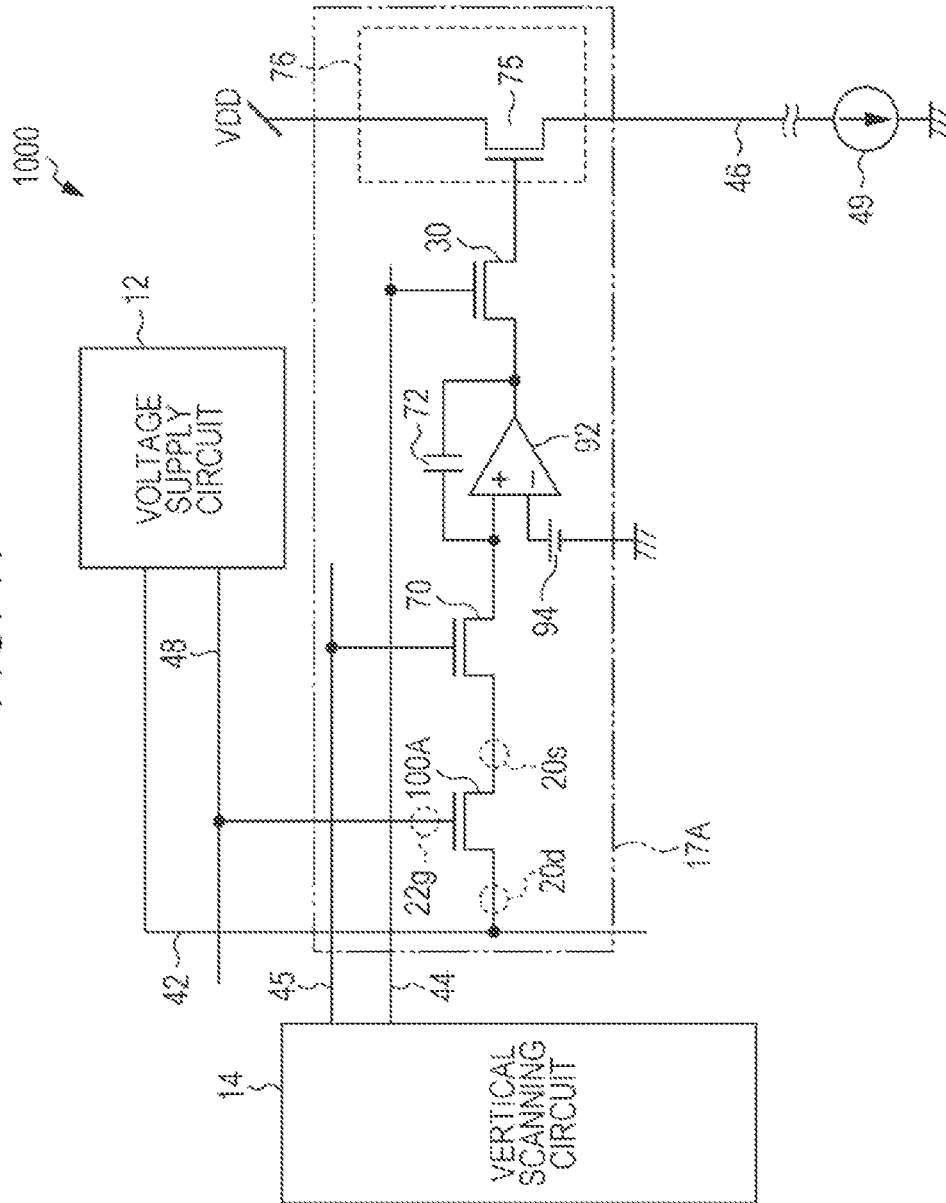 1000
12
VOLTAGE
SUPPLY
CIRCUIT
VDD
76
75
30
72
92
+
−
94
70
48
42
45
44
22g
100A
20s
20d
17A
46
49
14
VERTICAL
SCANNING
CIRCUIT